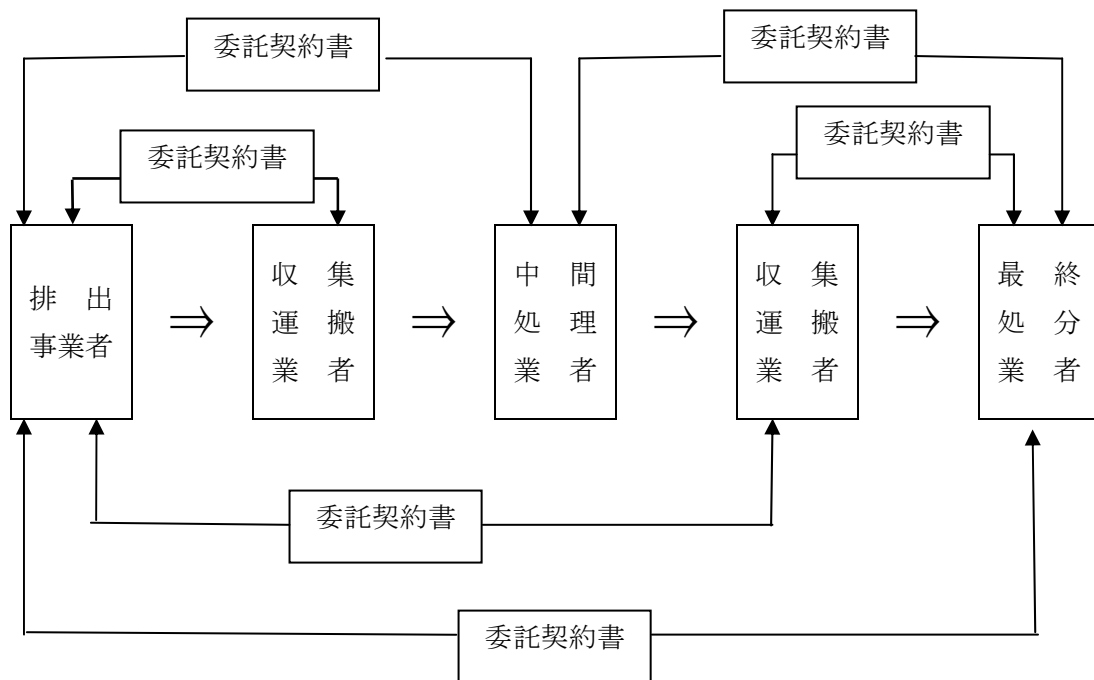 委託契約書
委託契約書
委託契約書
委託契約書
排出
事業者
⇒
収集
運搬
業者
⇒
中間
処理
業者
⇒
収集
運搬
業者
⇒
最終
処分
業者
委託契約書
委託契約書